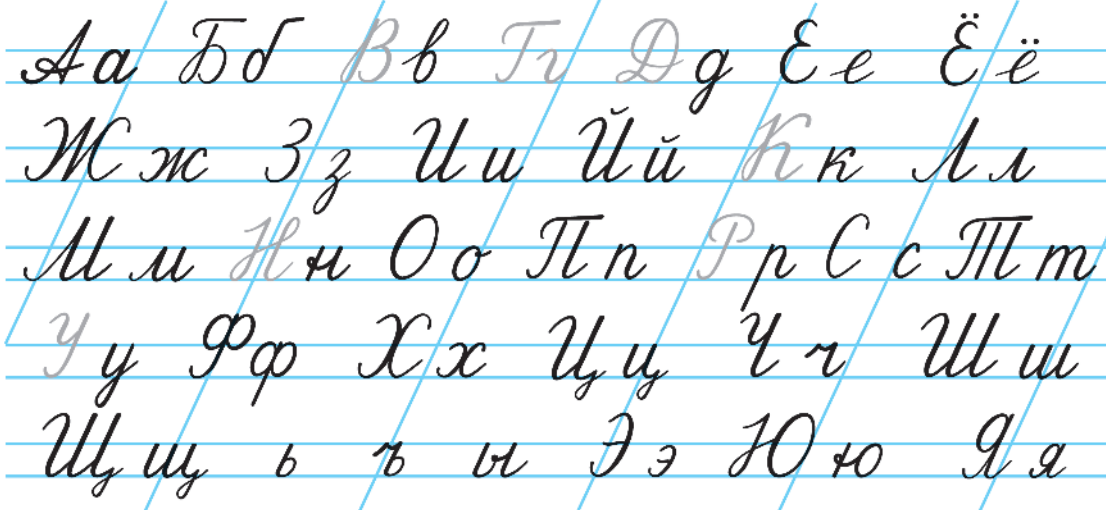 Аа Бб Вв Гг Дд Ее Ёё
Жж Зз Ии Йй Кк Лл
Мм Нн Оо Пп Рр Сс Тт
Уу Фф Хх Цц Чч Шш
Щщ ь ъ ы Ээ Юю Яя